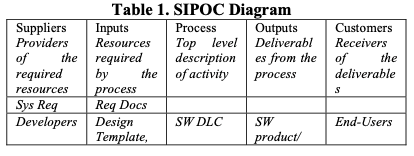 Table 1. SIPOC Diagram
Suppliers
Providers
of the
required
resources
Inputs
Resources
required
by the
process
Process
Top level
description
of activity
Outputs
Deliverabl
es from the
process
Customers
Receivers
of the
deliverable
s
Sys Req
Req Docs
Developers
Design
Template,
SW DLC
SW
product/
End-Users